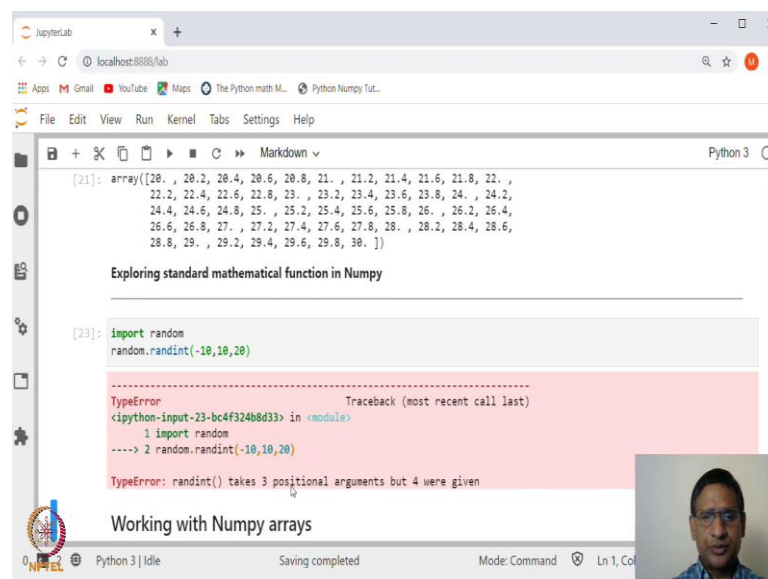 JupyterLab
localhost:8888/lab
M
Apps Gmail YouTube Maps The Python math M... Python Numpy Tut...
File Edit View Run Kernel Tabs Settings Help
Markdown Python 3
[21]: array([20. , 20.2, 20.4, 20.6, 20.8, 21. , 21.2, 21.4, 21.6, 21.8, 22. ,
22.2, 22.4, 22.6, 22.8, 23. , 23.2, 23.4, 23.6, 23.8, 24. , 24.2,
24.4, 24.6, 24.8, 25. , 25.2, 25.4, 25.6, 25.8, 26. , 26.2, 26.4,
26.6, 26.8, 27. , 27.2, 27.4, 27.6, 27.8, 28. , 28.2, 28.4, 28.6,
28.8, 29. , 29.2, 29.4, 29.6, 29.8, 30. ])
Exploring standard mathematical function in Numpy
[23]: import random
random.randint(-10,10,20)
---------------------------------------------------------------------------
TypeError Traceback (most recent call last)
<ipython-input-23-bc4f324b8d33> in <module>
1 import random
----> 2 random.randint(-10,10,20)
TypeError: randint() takes 3 positional arguments but 4 were given
Working with Numpy arrays
0 2 Python 3 | Idle Saving completed Mode: Command Ln 1, Col
NPTEL